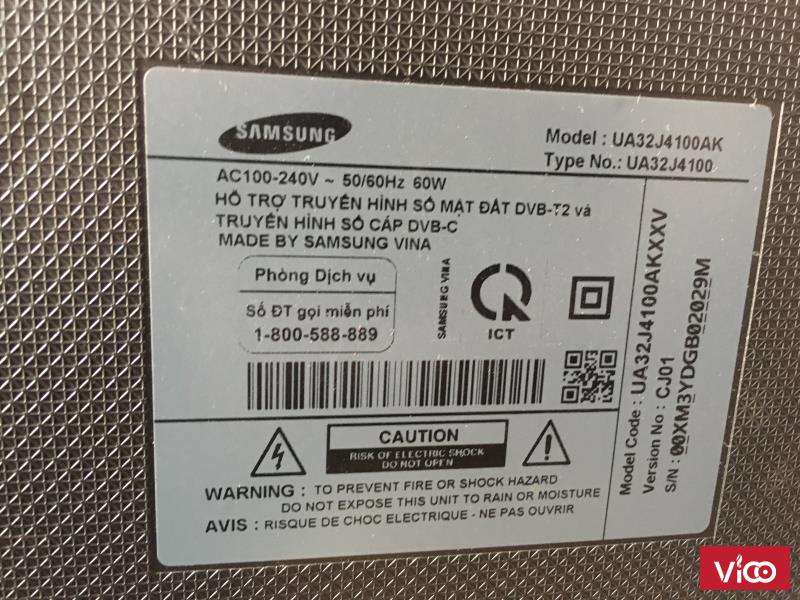 SAMSUNG
Model : UA32J4100AK
Type No.: UA32J4100
AC100-240V ~ 50/60Hz 60W
HỖ TRỢ TRUYỀN HÌNH SỐ MẶT ĐẤT DVB-T2 và
TRUYỀN HÌNH SỐ CÁP DVB-C
MADE BY SAMSUNG VINA
Phòng Dịch vụ
Số ĐT gọi miễn phí
1-800-588-889
SAMSUNG VINA
ICT
CAUTION
RISK OF ELECTRIC SHOCK
DO NOT OPEN
WARNING : TO PREVENT FIRE OR SHOCK HAZARD
DO NOT EXPOSE THIS UNIT TO RAIN OR MOISTURE
AVIS : RISQUE DE CHOC ELECTRIQUE - NE PAS OUVRIR
Model Code : UA32J4100AKXXV
Version No : CJ01
S/N : 00XM3YDGB02029M
VIOO